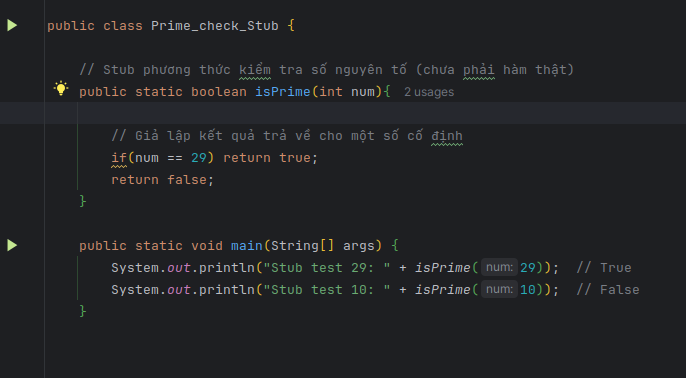 public class Prime_check_Stub {
// Stub phương thức kiểm tra số nguyên tố (chưa phải hàm thật)
public static boolean isPrime(int num){ 2 usages
// Giả lập kết quả trả về cho một số cố định
if(num == 29) return true;
return false;
}
public static void main(String[] args) {
System.out.println("Stub test 29: " + isPrime( num: 29)); // True
System.out.println("Stub test 10: " + isPrime( num: 10)); // False
}